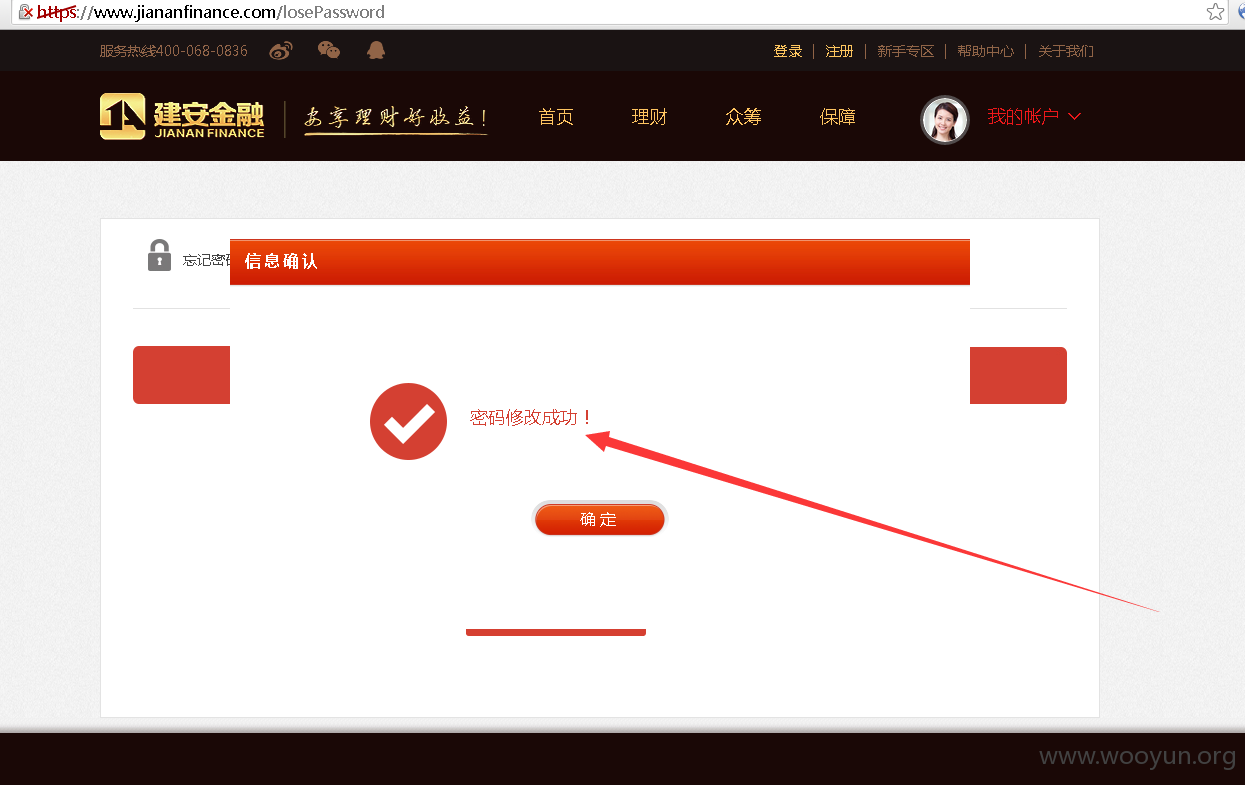 https://www.jiananfinance.com/losePassword
服务热线400-068-0836
登录 | 注册 | 新手专区 | 帮助中心 | 关于我们
建安金融
JIANAN FINANCE
安享理财好收益!
首页 理财 众筹 保障 我的帐户
忘记密码
信息确认
密码修改成功！
确 定
www.wooyun.org